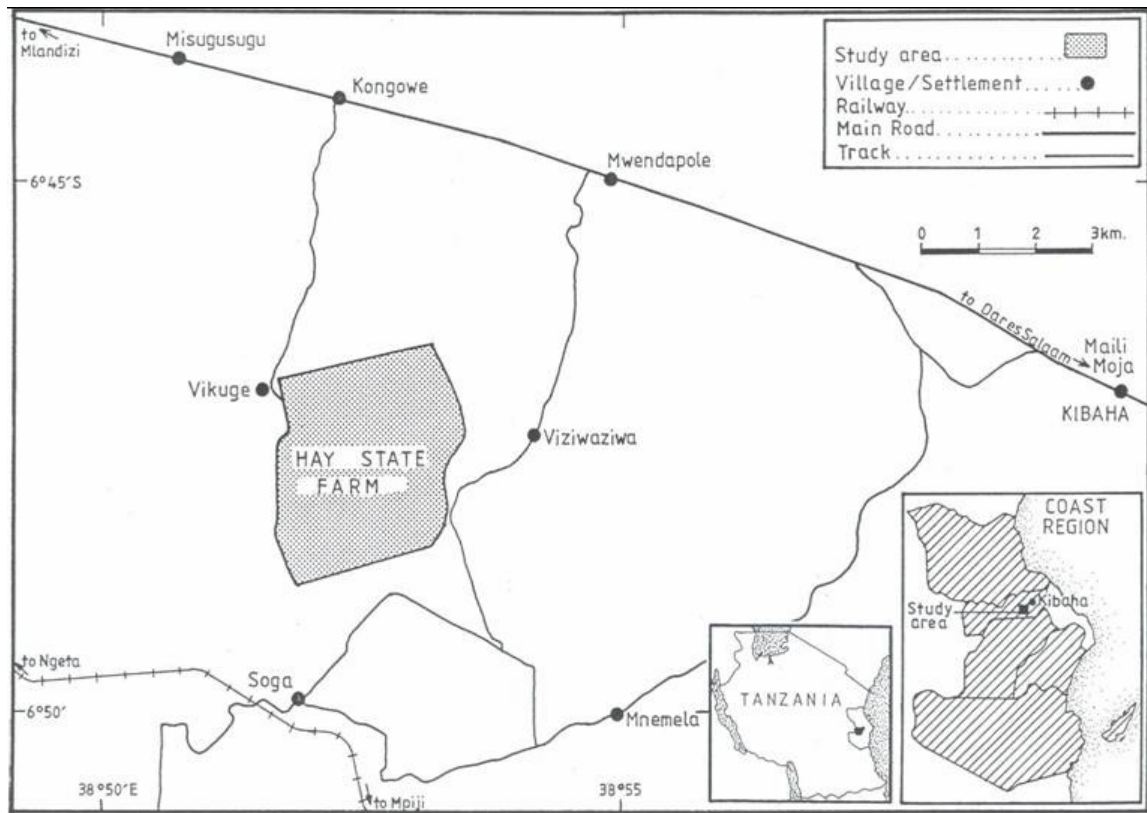 to
Mlandizi
Misugusugu
Kongowe
Mwendapole
6°45'S
Study area..........
Village/Settlement.....
Railway..............
Main Road...........
Track...............
0 1 2 3km.
to Dares Salaam
Maili
Moja
KIBAHA
Vikuge
HAY STATE
FARM
Viziwaziwa
to Ngeta
Soga
6°50'
Mnemela
38°50'E
to Mpiji
38°55'
TANZANIA
COAST
REGION
Kibaha
Study
area